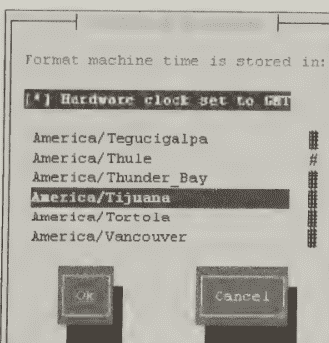 Format machine time is stored in:
[*] Hardware clock set to GMT
America/Tegucigalpa
America/Thule
#
America/Thunder_Bay
America/Tijuana
America/Tortola
America/Vancouver
Ok
Cancel